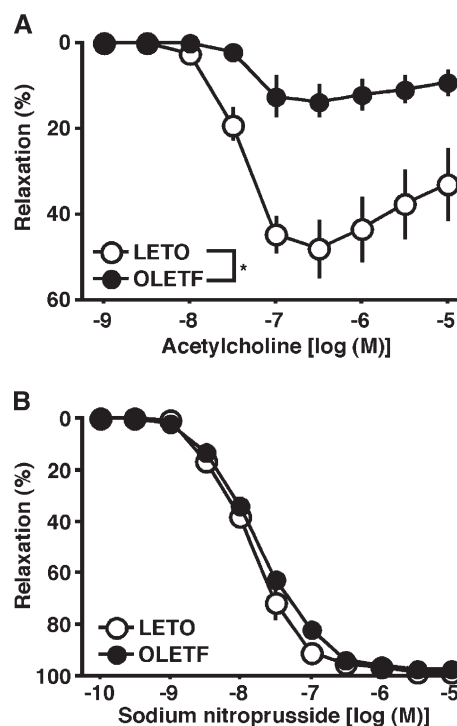 A
Relaxation (%)
0
20
40
60
LETO
OLETF
*
-9
-8
-7
-6
-5
Acetylcholine [log (M)]
B
Relaxation (%)
0
20
40
60
80
100
LETO
OLETF
-10
-9
-8
-7
-6
-5
Sodium nitroprusside [log (M)]